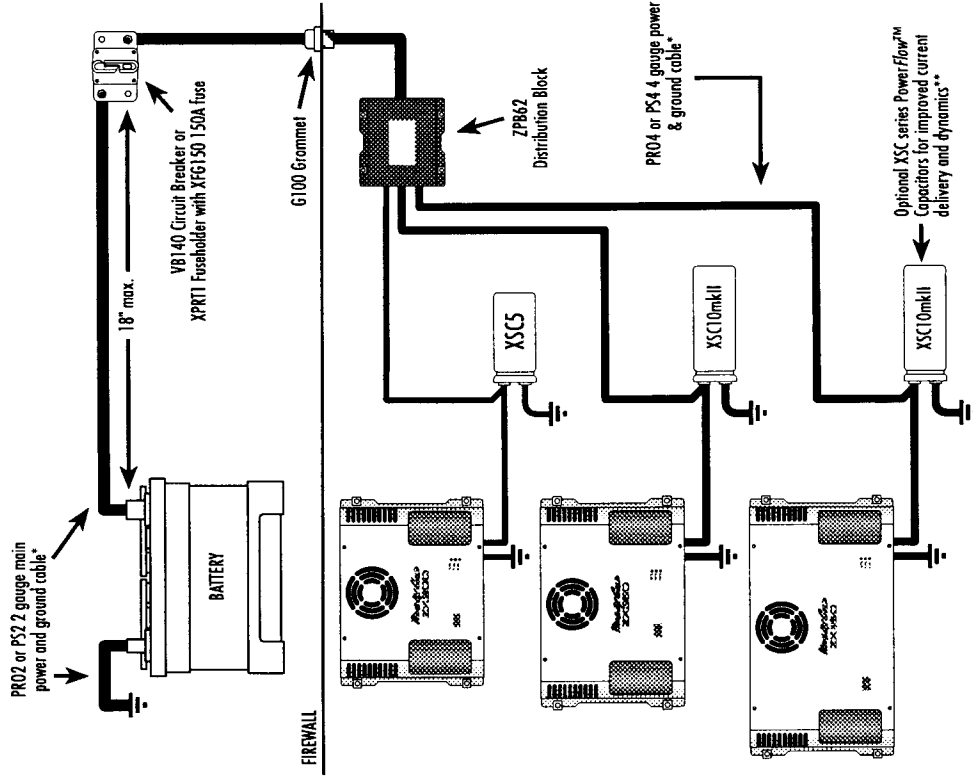 PRO2 or PS2 2 gauge main
power and ground cable*
18" max.
VB140 Circuit Breaker or
XPRT1 Fuseholder with XFG150 150A fuse
BATTERY
G100 Grommet
FIREWALL
ZPB62
Distribution Block
PRO4 or PS4 4 gauge power
& ground cable*
XSC5
XSC10mkII
Optional XSC series PowerFlow™
Capacitors for improved current
delivery and dynamics**
XSC10mkII